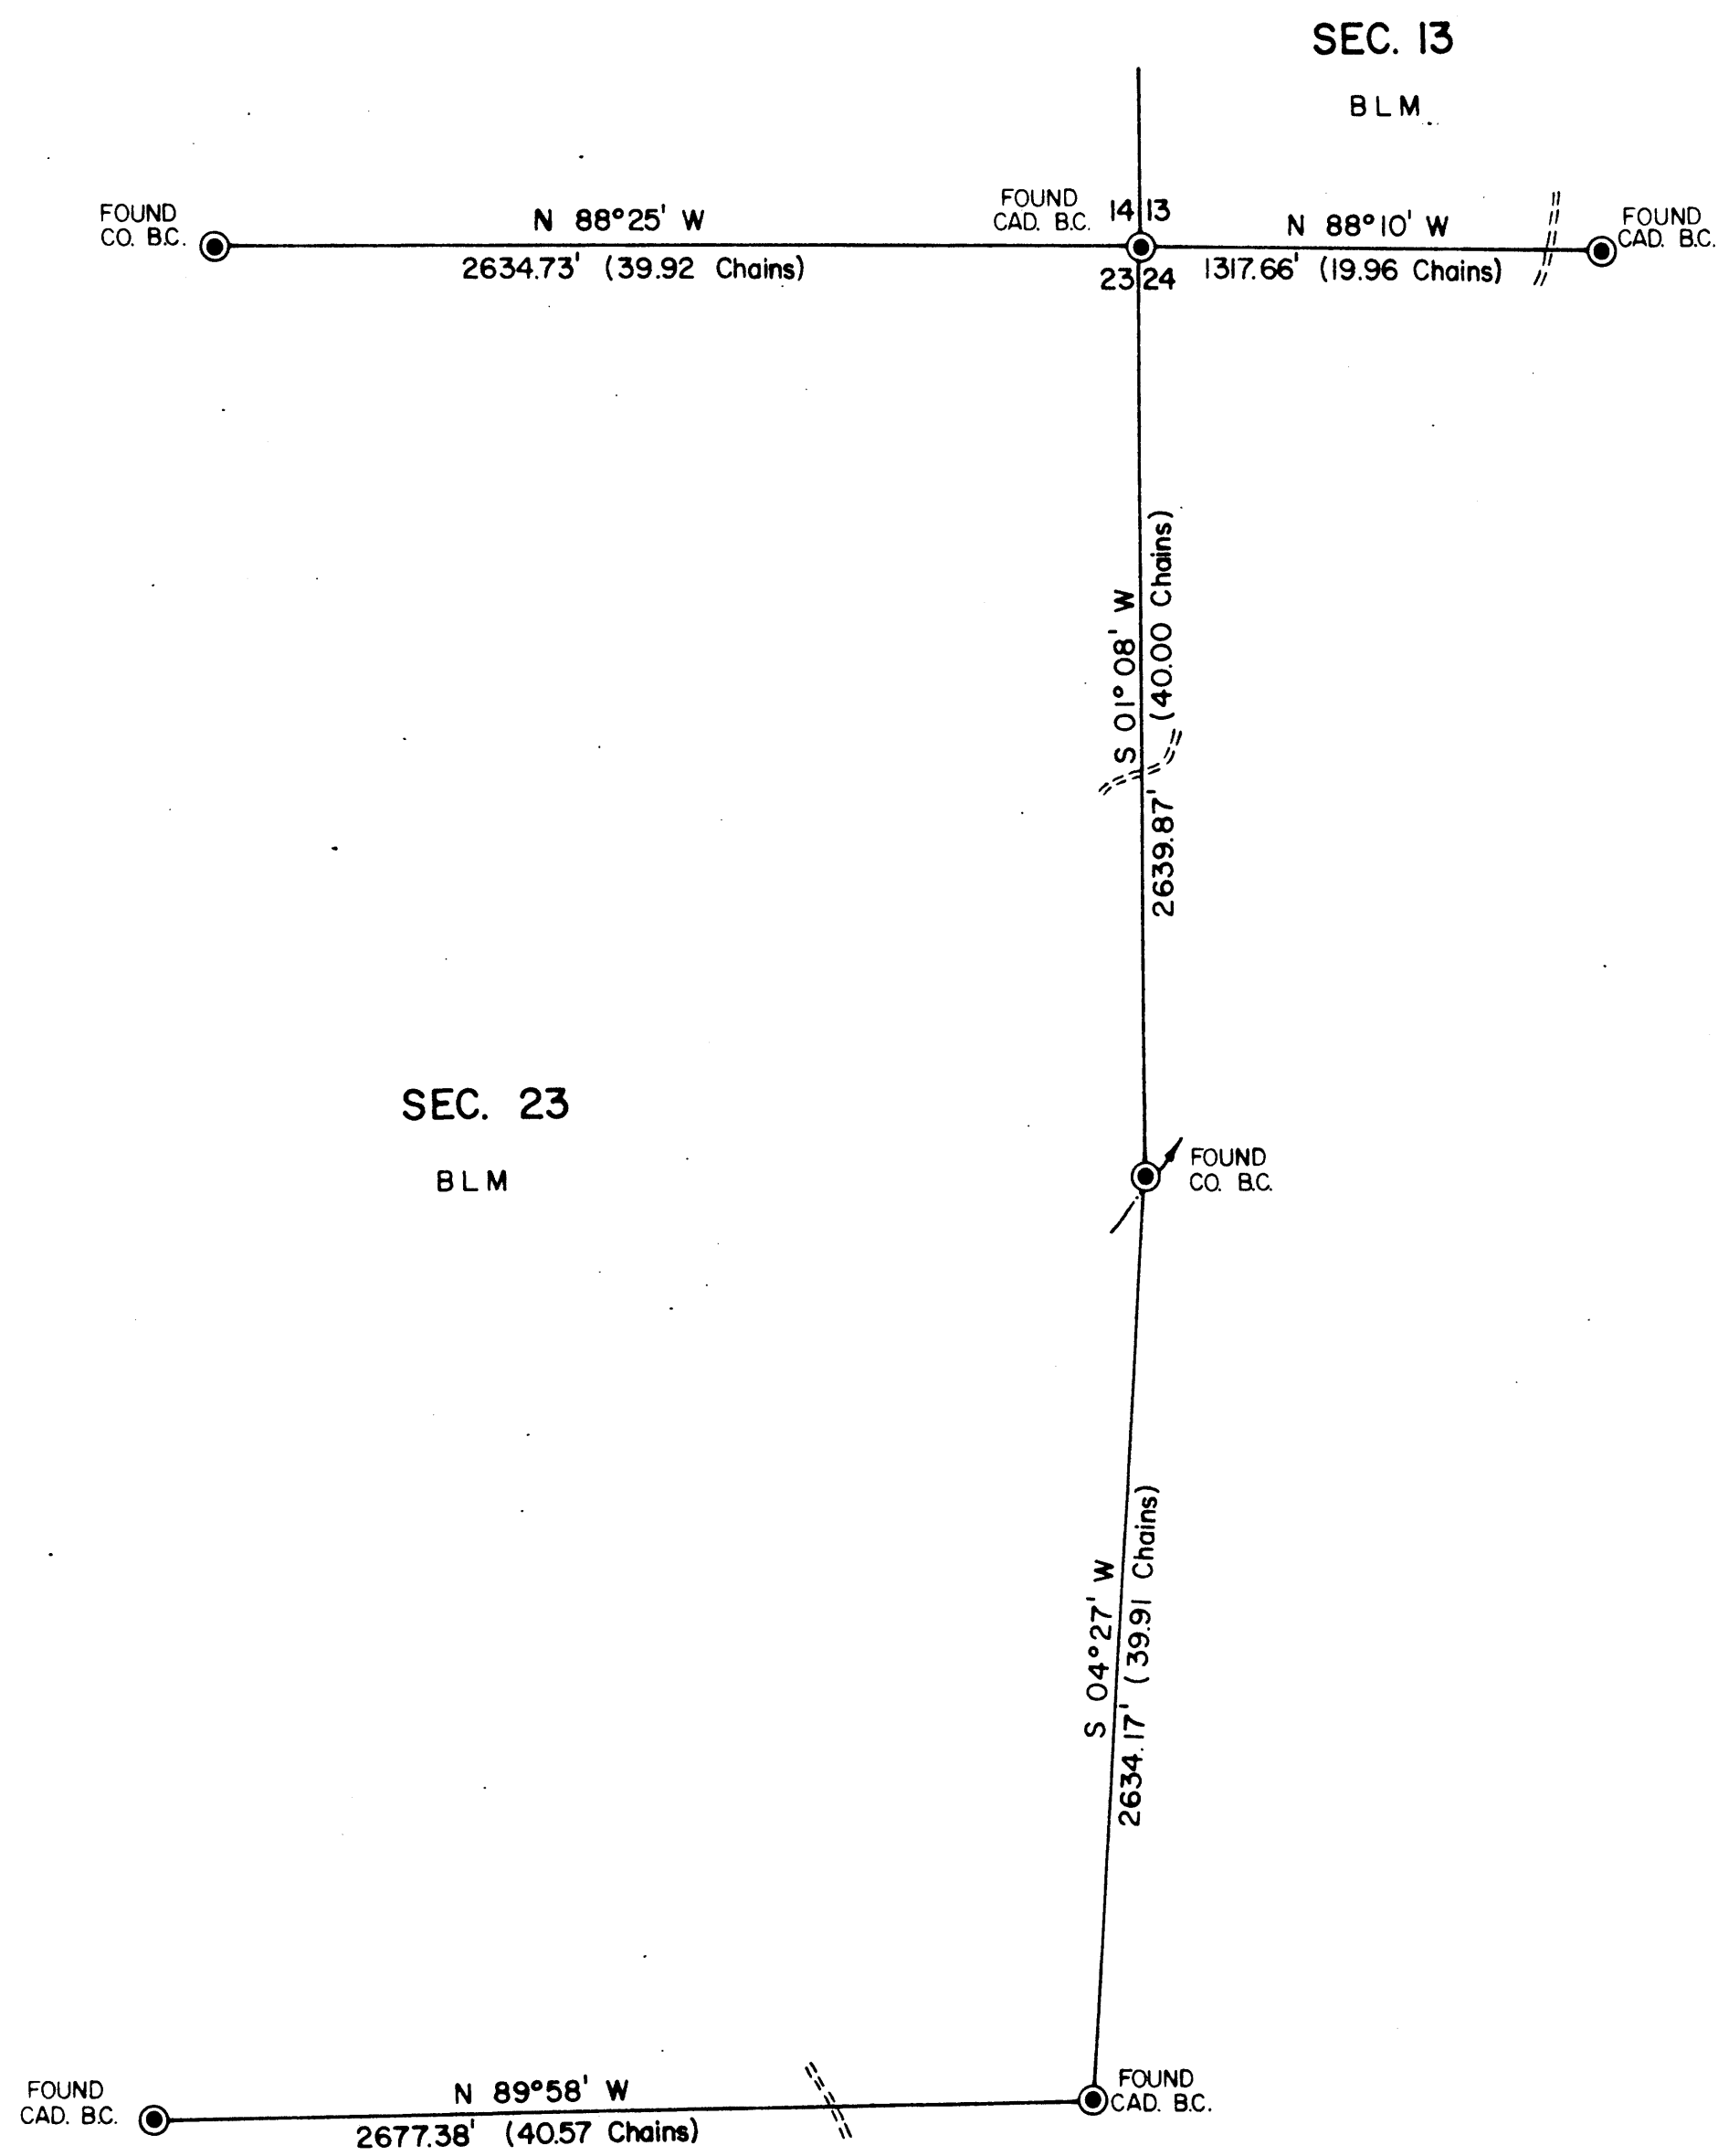 SEC. 13
BLM
FOUND
CO. B.C.
N 88°25' W
2634.73' (39.92 Chains)
FOUND
CAD. B.C.
14 13
23 24
N 88°10' W
1317.66' (19.96 Chains)
FOUND
CAD. B.C.
S 01°08' W
2639.87' (40.00 Chains)
SEC. 23
BLM
FOUND
CO. B.C.
S 04°27' W
2634.17' (39.91 Chains)
FOUND
CAD. B.C.
N 89°58' W
2677.38' (40.57 Chains)
FOUND
CAD. B.C.